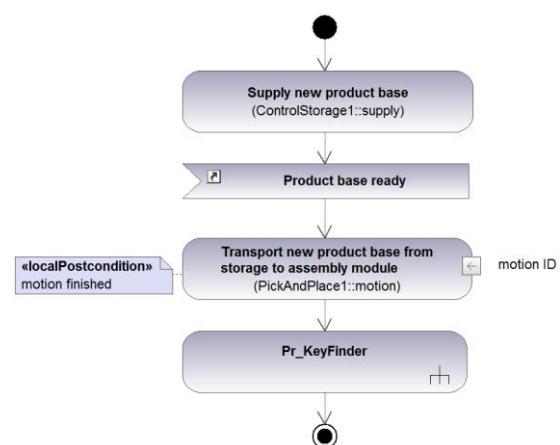 Supply new product base
(ControlStorage1::supply)
Product base ready
Transport new product base from
storage to assembly module
(PickAndPlace1::motion)
«localPostcondition»
motion finished
motion ID
Pr_KeyFinder